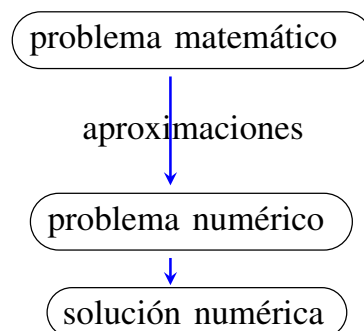 problema matemático
aproximaciones
problema numérico
solución numérica